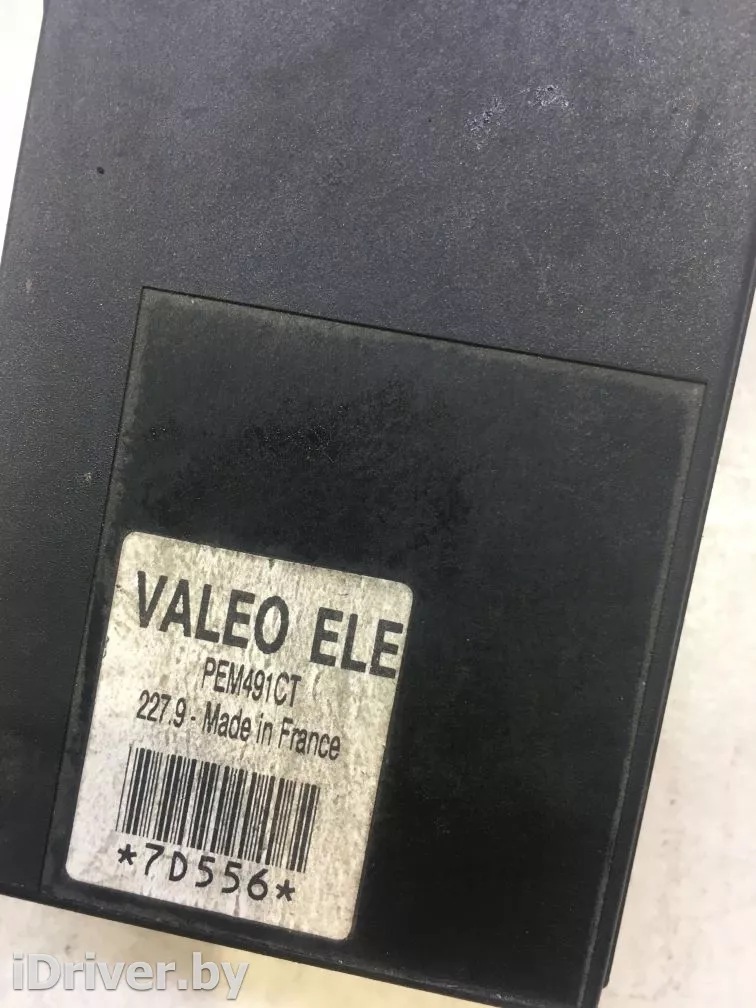 VALEO ELE
PEM491CT
227.9 - Made in France
*7D556*
iDriver.by